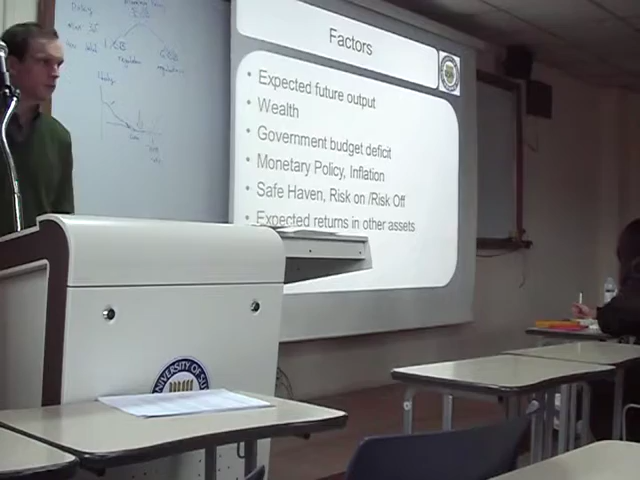 Factors
• Expected future output
• Wealth
• Government budget deficit
• Monetary Policy, Inflation
• Safe Haven, Risk on /Risk Off
• Expected returns in other assets
UNIVERSITY OF